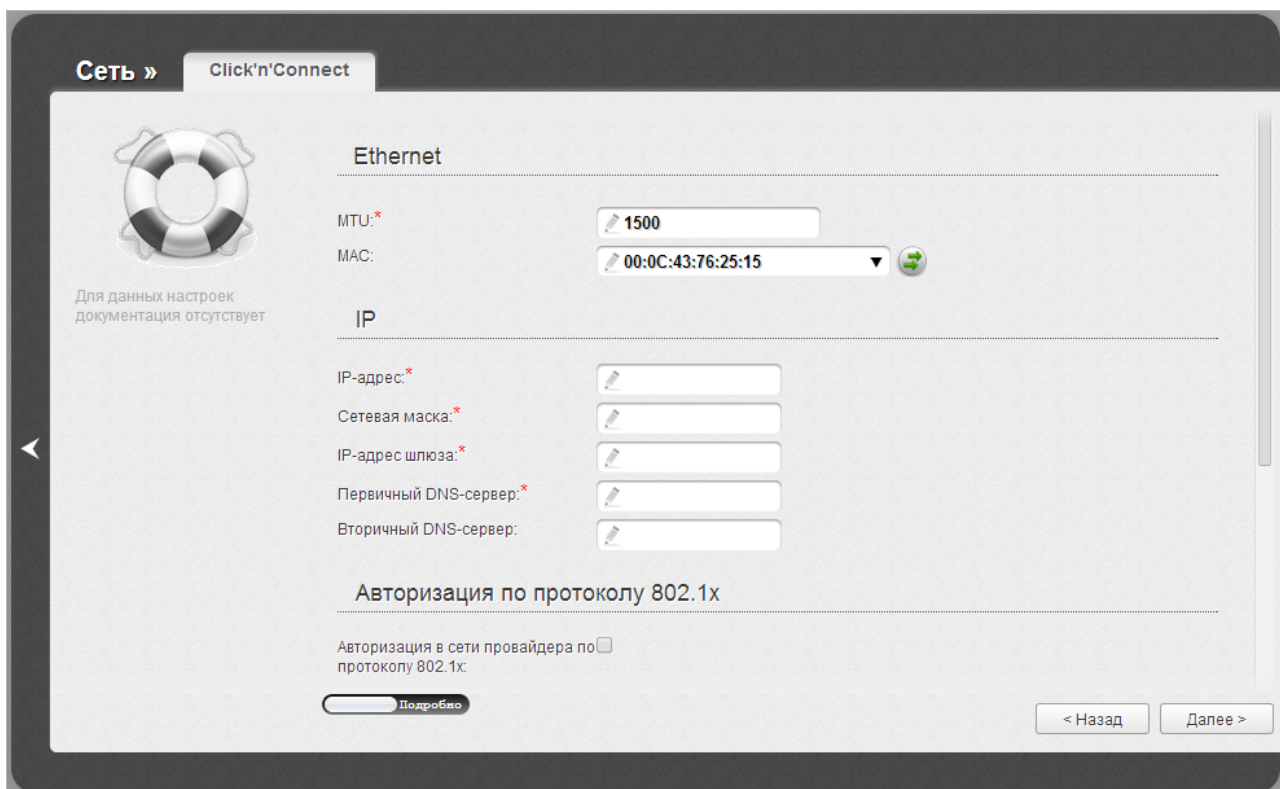 Сеть »
Click'n'Connect
Для данных настроек
документация отсутствует
Ethernet
MTU:*
1500
MAC:
00:0C:43:76:25:15
IP
IP-адрес:*
Сетевая маска:*
IP-адрес шлюза:*
Первичный DNS-сервер:*
Вторичный DNS-сервер:
Авторизация по протоколу 802.1x
Авторизация в сети провайдера по
протоколу 802.1x:
Подробно
< Назад
Далее >